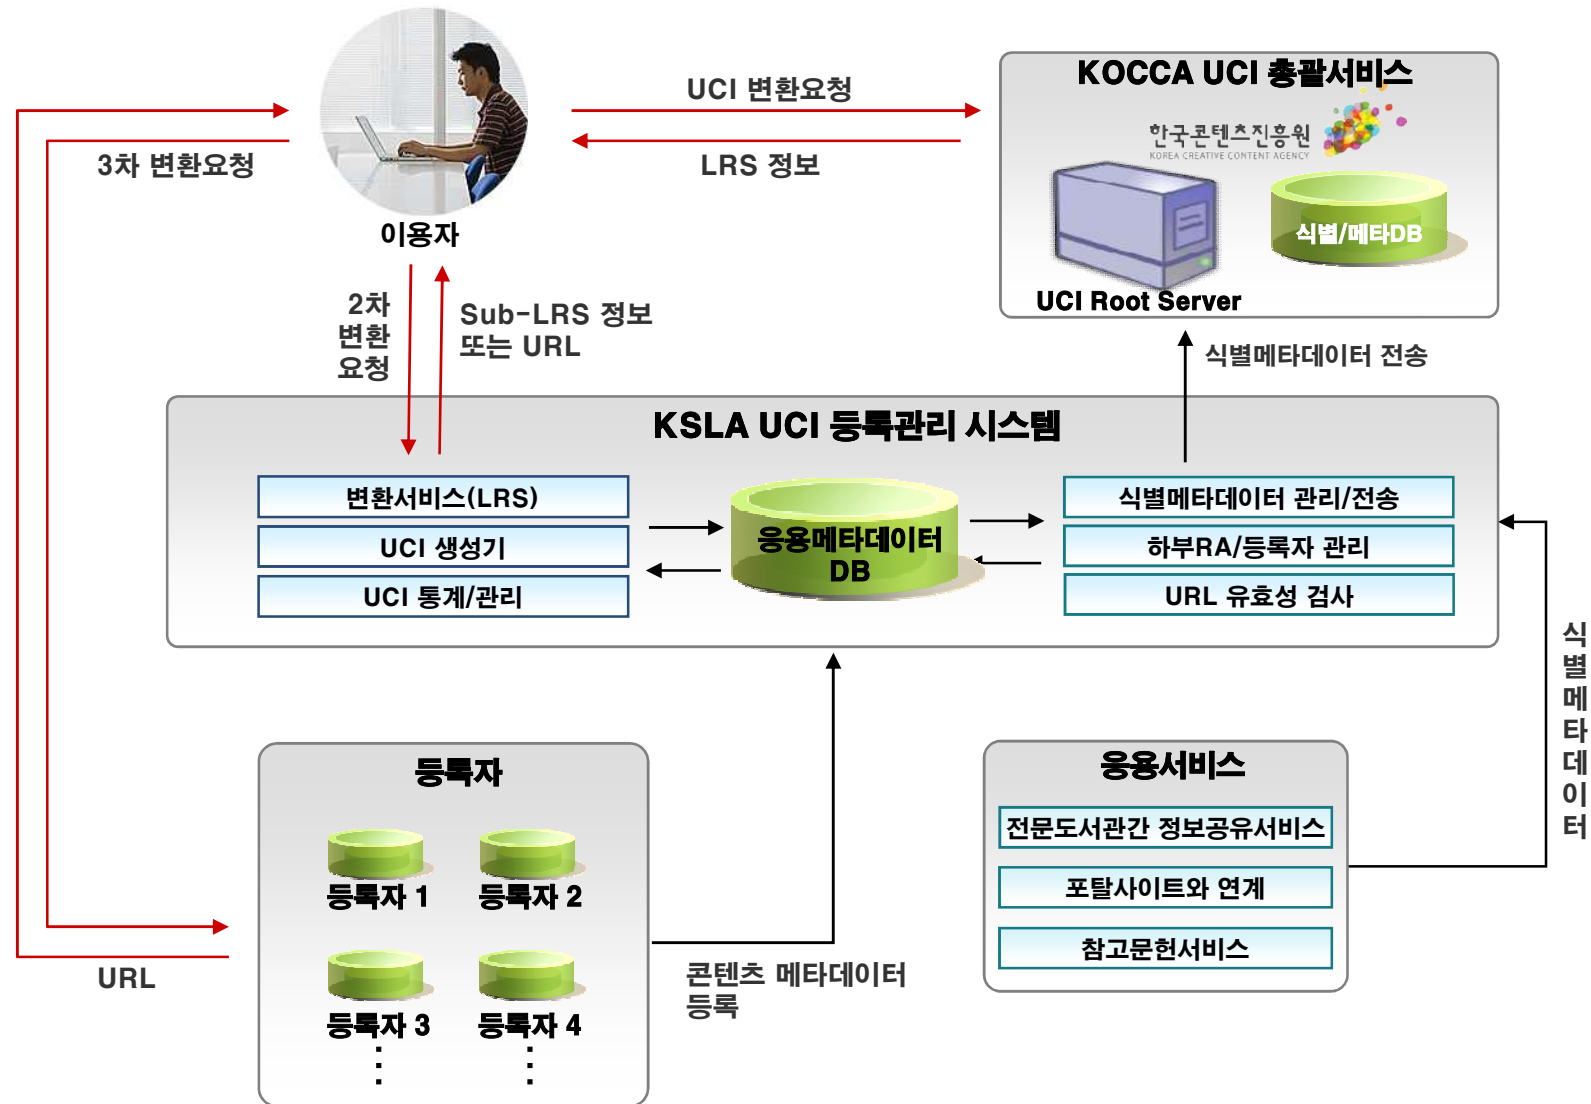 KOCCA UCI 총괄서비스
UCI 변환요청
한국콘텐츠진흥원
KOREA CREATIVE CONTENT AGENCY
3차 변환요청
LRS 정보
이용자
식별/메타DB
UCI Root Server
2차
변환
요청
Sub-LRS 정보
또는 URL
식별메타데이터 전송
KSLA UCI 등록관리 시스템
변환서비스(LRS)
UCI 생성기
UCI 통계/관리
응용메타데이터
DB
식별메타데이터 관리/전송
하부RA/등록자 관리
URL 유효성 검사
식
별
메
타
데
이
터
등록자
등록자 1
등록자 2
등록자 3
등록자 4
URL
콘텐츠 메타데이터
등록
응용서비스
전문도서관간 정보공유서비스
포탈사이트와 연계
참고문헌서비스